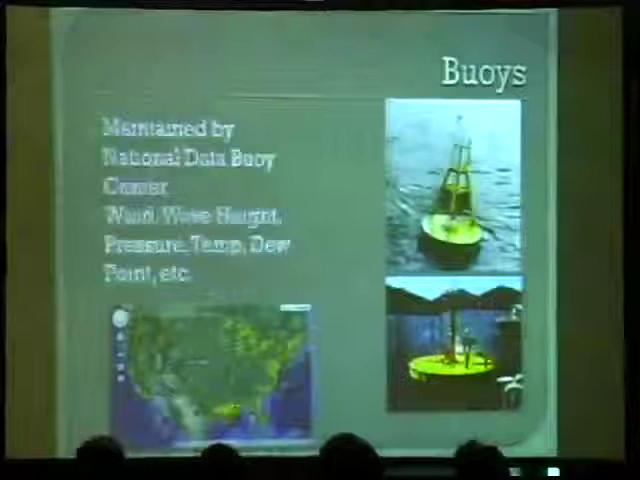 Buoys
Maintained by
National Data Buoy
Center
Wind, Wave Height,
Pressure, Temp, Dew
Point, etc.